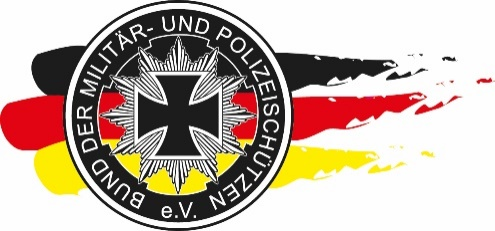 BUND DER MILITÄR- UND POLIZEISCHÜTZEN
e.V.